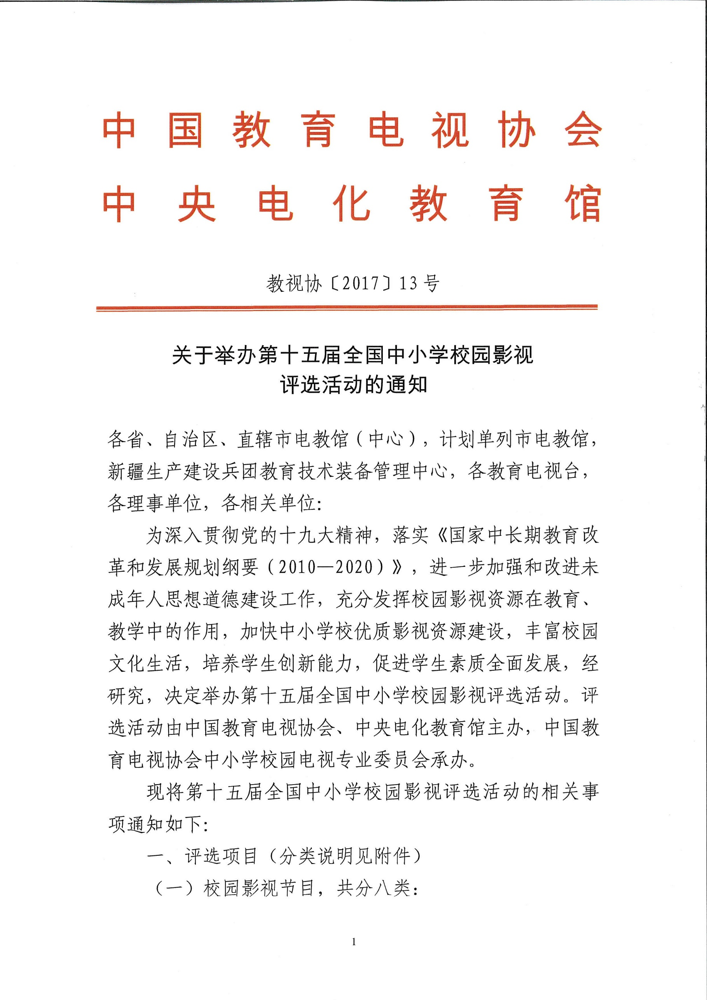 中国教育电视协会
中央电化教育馆
教视协〔2017〕13号
关于举办第十五届全国中小学校园影视
评选活动的通知
各省、自治区、直辖市电教馆（中心），计划单列市电教馆，
新疆生产建设兵团教育技术装备管理中心，各教育电视台，
各理事单位，各相关单位：
为深入贯彻党的十九大精神，落实《国家中长期教育改
革和发展规划纲要（2010—2020）》，进一步加强和改进未
成年人思想道德建设工作，充分发挥校园影视资源在教育、
教学中的作用，加快中小学校优质影视资源建设，丰富校园
文化生活，培养学生创新能力，促进学生素质全面发展，经
研究，决定举办第十五届全国中小学校园影视评选活动。评
选活动由中国教育电视协会、中央电化教育馆主办，中国教
育电视协会中小学校园电视专业委员会承办。
现将第十五届全国中小学校园影视评选活动的相关事
项通知如下：
一、评选项目（分类说明见附件）
（一）校园影视节目，共分八类：
1